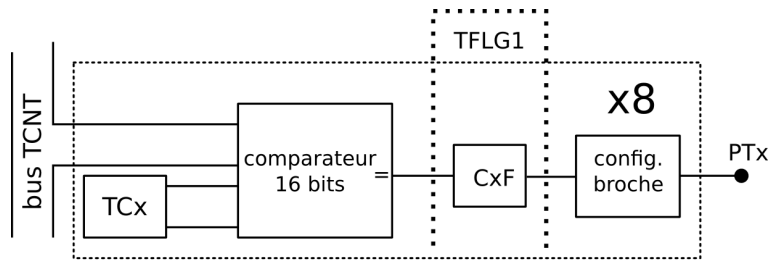 TFLG1
x8
bus TCNT
comparateur
16 bits
=
TCx
CxF
config.
broche
PTx